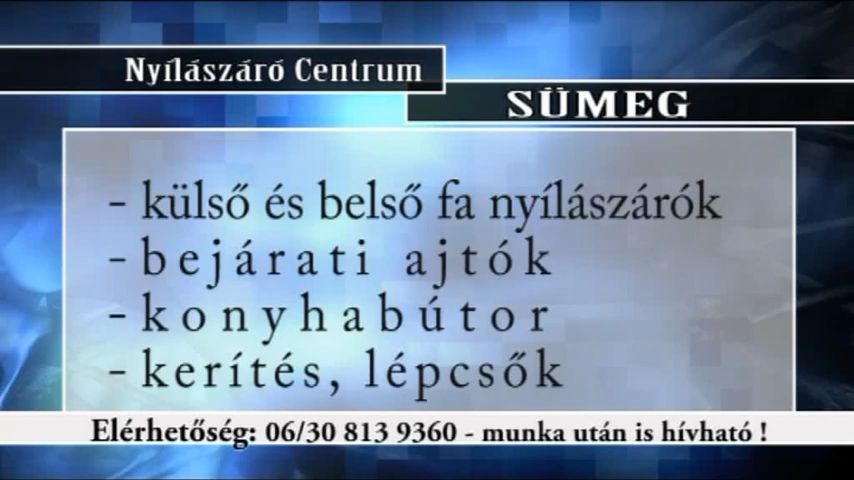 Nyílászáró Centrum
SÜMEG
- külső és belső fa nyílászárók
- bejárati ajtók
- konyhabútor
- kerítés, lépcsők
Elérhetőség: 06/30 813 9360 - munka után is hívható !